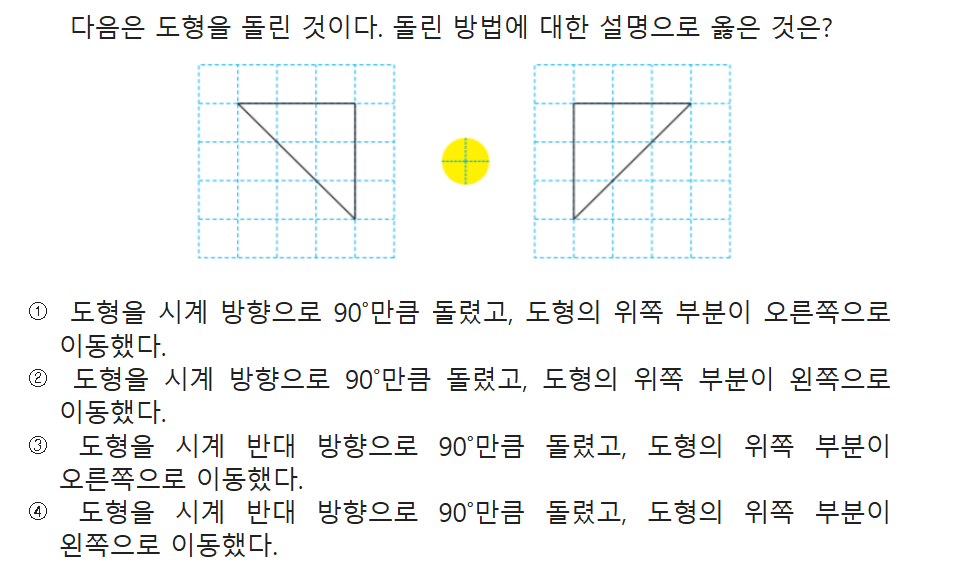 다음은 도형을 돌린 것이다. 돌린 방법에 대한 설명으로 옳은 것은?
① 도형을 시계 방향으로 90˚만큼 돌렸고, 도형의 위쪽 부분이 오른쪽으로
이동했다.
② 도형을 시계 방향으로 90˚만큼 돌렸고, 도형의 위쪽 부분이 왼쪽으로
이동했다.
③ 도형을 시계 반대 방향으로 90˚만큼 돌렸고, 도형의 위쪽 부분이
오른쪽으로 이동했다.
④ 도형을 시계 반대 방향으로 90˚만큼 돌렸고, 도형의 위쪽 부분이
왼쪽으로 이동했다.